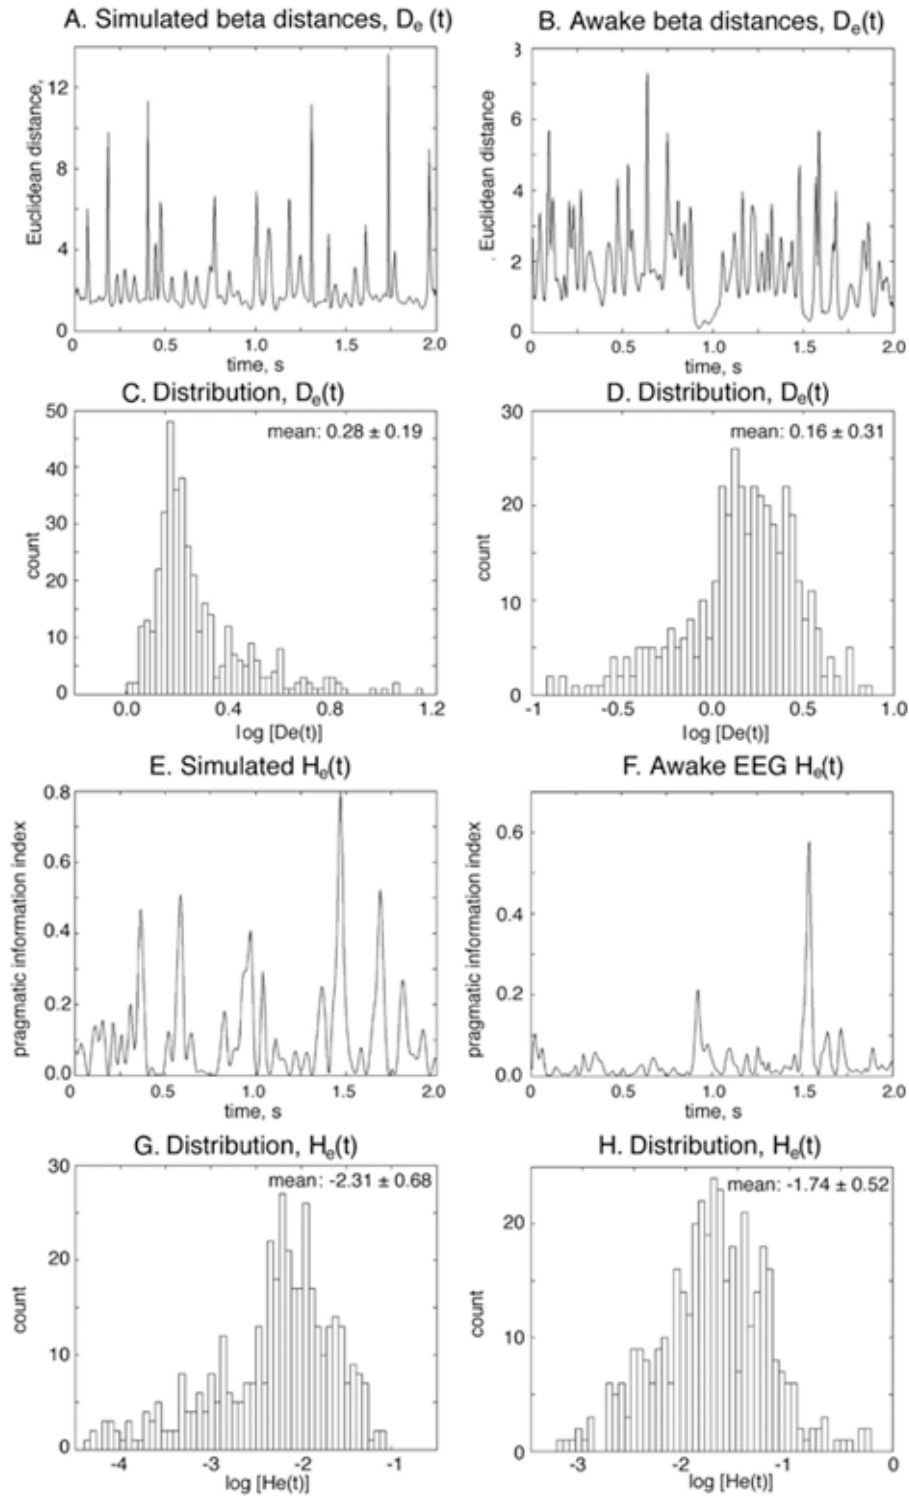 A. Simulated beta distances, De (t)
Euclidean distance,
12
8
4
0
0 0.5 1.0 1.5 2.0
time, s
B. Awake beta distances, De(t)
, Euclidean distance
8
6
4
2
0
0 0.5 1.0 1.5 2.0
time, s
C. Distribution, De(t)
mean: 0.28 ± 0.19
count
50
40
30
20
10
0
0.0 0.4 0.8 1.2
log [De(t)]
D. Distribution, De(t)
mean: 0.16 ± 0.31
count
30
20
10
0
-1 -0.5 0.0 0.5 1.0
log [De(t)]
E. Simulated He(t)
pragmatic information index
0.8
0.6
0.4
0.2
0.0
0 0.5 1.0 1.5 2.0
time, s
F. Awake EEG He(t)
pragmatic information index
0.6
0.4
0.2
0.0
0 0.5 1.0 1.5 2.0
time, s
G. Distribution, He(t)
mean: -2.31 ± 0.68
count
30
20
10
0
-4 -3 -2 -1
log [He(t)]
H. Distribution, He(t)
mean: -1.74 ± 0.52
count
20
10
0
-3 -2 -1 0
log [He(t)]